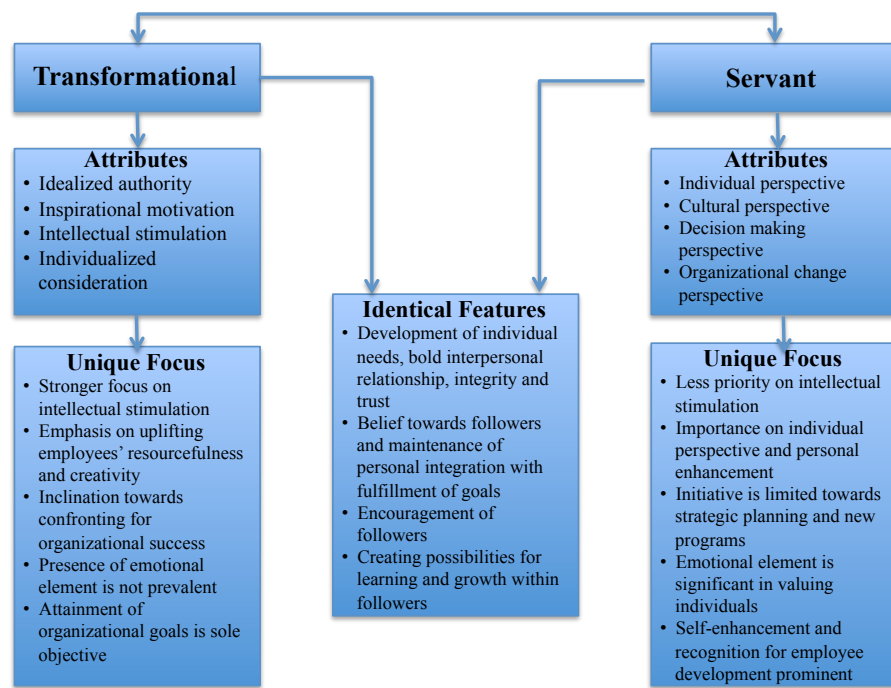 Transformational
Servant
Attributes
• Idealized authority
• Inspirational motivation
• Intellectual stimulation
• Individualized
consideration
Attributes
• Individual perspective
• Cultural perspective
• Decision making
perspective
• Organizational change
perspective
Identical Features
• Development of individual
needs, bold interpersonal
relationship, integrity and
trust
• Belief towards followers
and maintenance of
personal integration with
fulfillment of goals
• Encouragement of
followers
• Creating possibilities for
learning and growth within
followers
Unique Focus
• Stronger focus on
intellectual stimulation
• Emphasis on uplifting
employees’ resourcefulness
and creativity
• Inclination towards
confronting for
organizational success
• Presence of emotional
element is not prevalent
• Attainment of
organizational goals is sole
objective
Unique Focus
• Less priority on intellectual
stimulation
• Importance on individual
perspective and personal
enhancement
• Initiative is limited towards
strategic planning and new
programs
• Emotional element is
significant in valuing
individuals
• Self-enhancement and
recognition for employee
development prominent